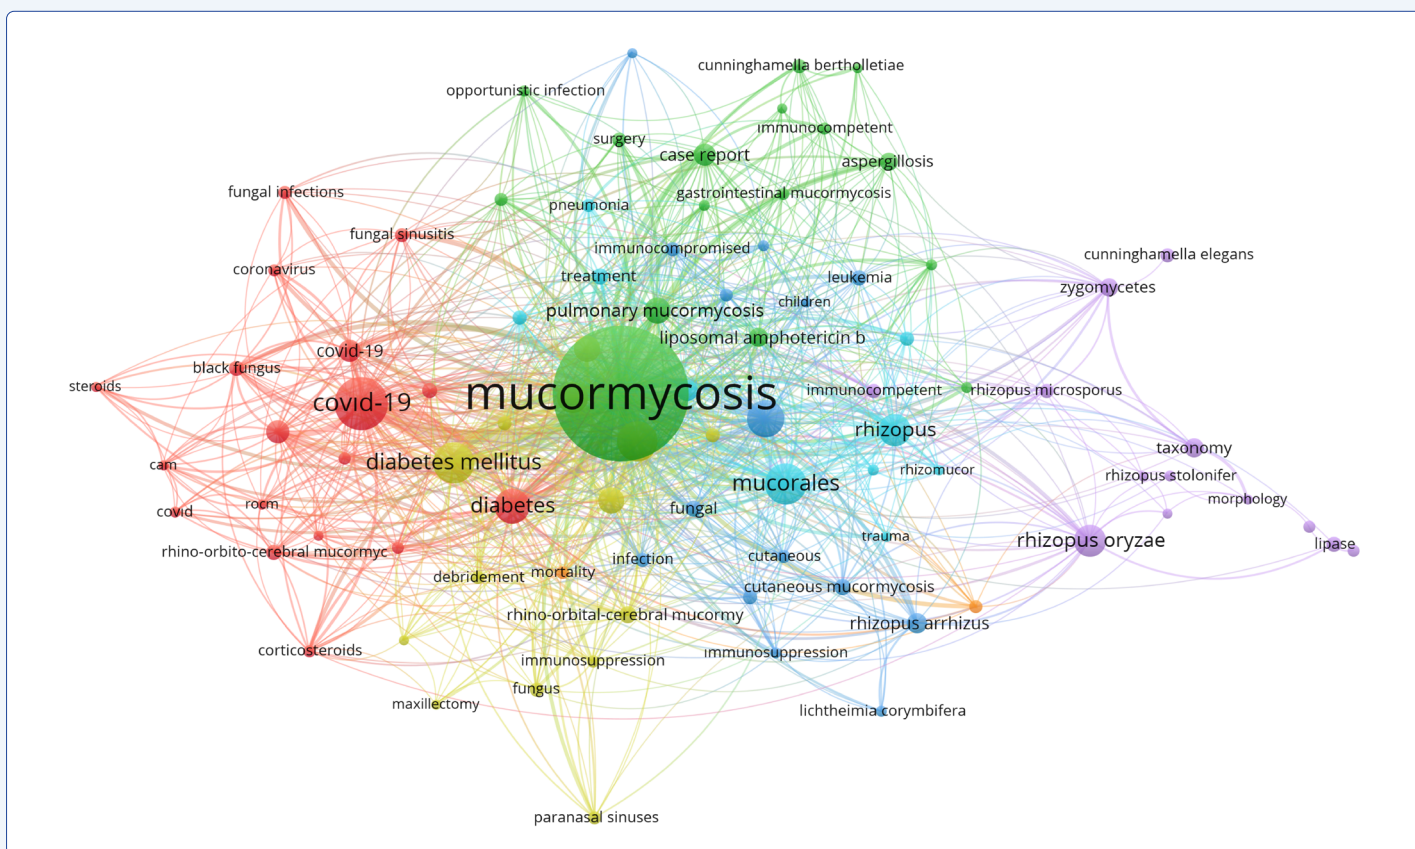 cunninghamella bertholletiae
opportunistic infection
immunocompetent
surgery
case report
aspergillosis
fungal infections
gastrointestinal mucormycosis
pneumonia
fungal sinusitis
immunocompromised
cunninghamella elegans
coronavirus
treatment
leukemia
zygomycetes
children
pulmonary mucormycosis
liposomal amphotericin b
covid-19
black fungus
steroids
mucormycosis
immunocompetent
rhizopus microsporus
covid-19
rhizopus
taxonomy
diabetes mellitus
cam
rhizomucor
rhizopus stolonifer
mucorales
morphology
rocm
diabetes
fungal
covid
trauma
rhizopus oryzae
lipase
rhino-orbito-cerebral mucormyc
cutaneous
infection
mortality
debridement
cutaneous mucormycosis
rhino-orbital-cerebral mucormy
rhizopus arrhizus
corticosteroids
immunosuppression
immunosuppression
fungus
maxillectomy
lichtheimia corymbifera
paranasal sinuses